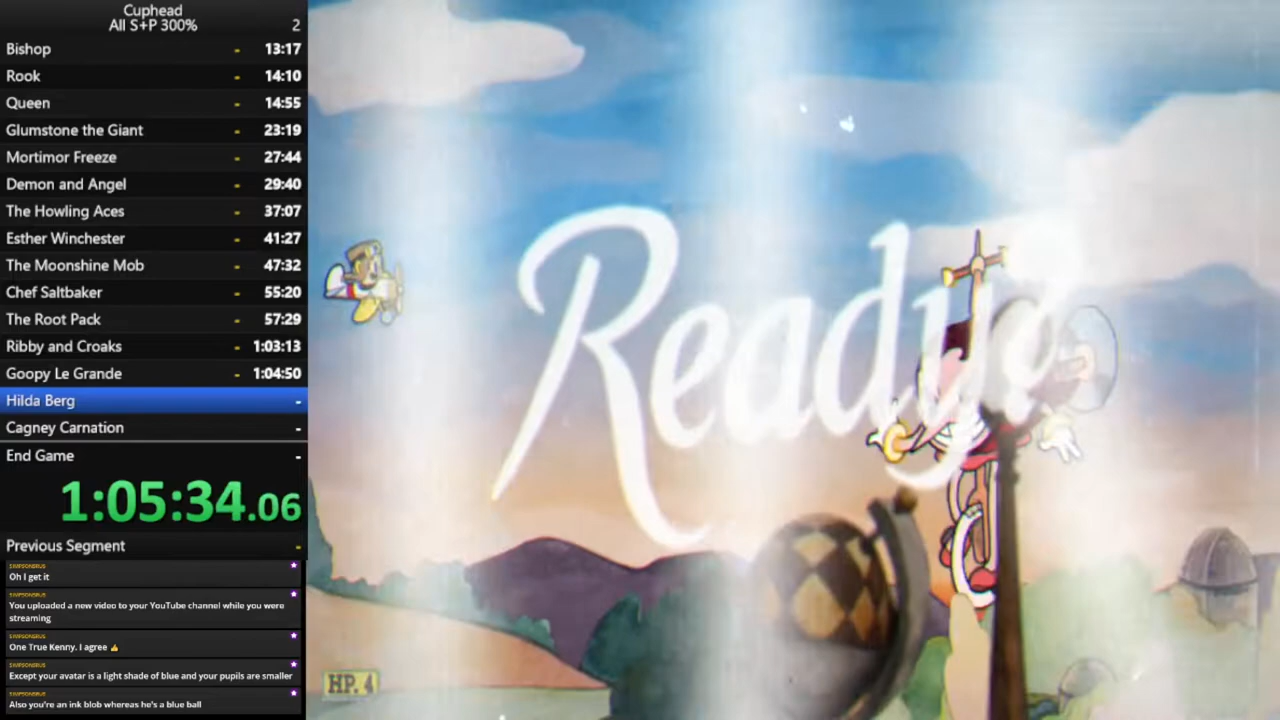 Cuphead
All S+P 300% 2
Bishop - 13:17
Rook - 14:10
Queen - 14:55
Glumstone the Giant - 23:19
Mortimor Freeze - 27:44
Demon and Angel - 29:40
The Howling Aces - 37:07
Esther Winchester - 41:27
The Moonshine Mob - 47:32
Chef Saltbaker - 55:20
The Root Pack - 57:29
Ribby and Croaks - 1:03:13
Goopy Le Grande - 1:04:50
Hilda Berg -
Cagney Carnation -
End Game -
1:05:34.06
Previous Segment -
SIMPSONSRUS
Oh I get it
SIMPSONSRUS
You uploaded a new video to your YouTube channel while you were
streaming
SIMPSONSRUS
One True Kenny. I agree 👍
SIMPSONSRUS
Except your avatar is a light shade of blue and your pupils are smaller
SIMPSONSRUS
Also you're an ink blob whereas he's a blue ball
Ready?
HP. 4